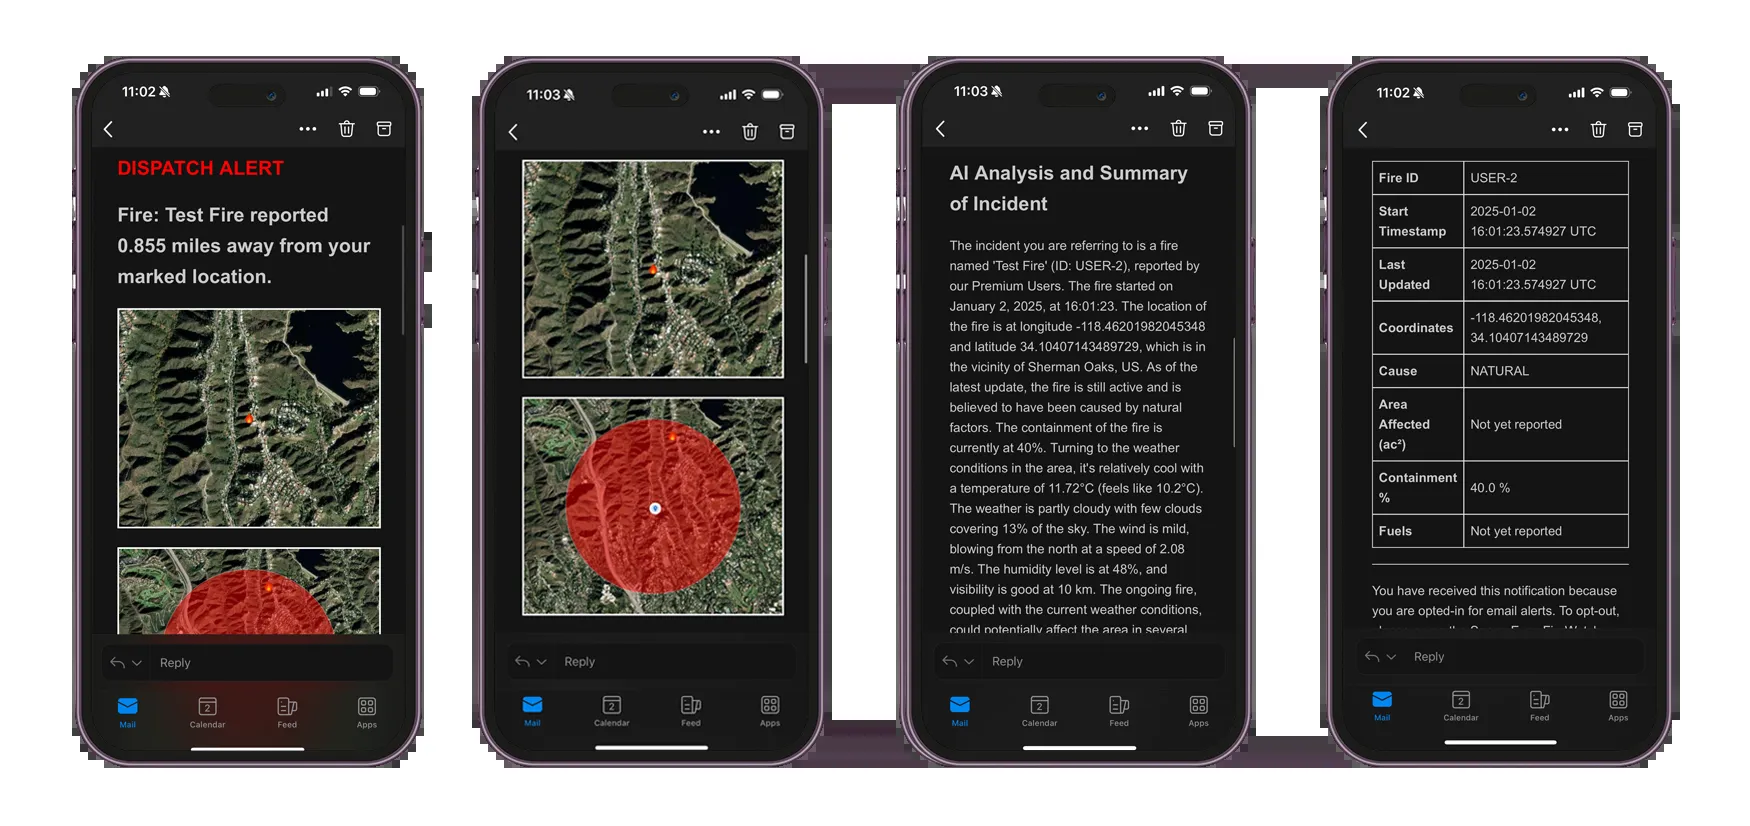 11:02
DISPATCH ALERT
Fire: Test Fire reported
0.855 miles away from your
marked location.
Reply
Mail
2
Calendar
Feed
Apps
11:03
Reply
Mail
2
Calendar
Feed
Apps
11:03
AI Analysis and Summary
of Incident
The incident you are referring to is a fire
named 'Test Fire' (ID: USER-2), reported by
our Premium Users. The fire started on
January 2, 2025, at 16:01:23. The location of
the fire is at longitude -118.46201982045348
and latitude 34.10407143489729, which is in
the vicinity of Sherman Oaks, US. As of the
latest update, the fire is still active and is
believed to have been caused by natural
factors. The containment of the fire is
currently at 40%. Turning to the weather
conditions in the area, it's relatively cool with
a temperature of 11.72°C (feels like 10.2°C).
The weather is partly cloudy with few clouds
covering 13% of the sky. The wind is mild,
blowing from the north at a speed of 2.08
m/s. The humidity level is at 48%, and
visibility is good at 10 km. The ongoing fire,
coupled with the current weather conditions,
could potentially affect the area in several
Reply
Mail
2
Calendar
Feed
Apps
11:02
Fire ID USER-2
Start Timestamp 2025-01-02 16:01:23.574927 UTC
Last Updated 2025-01-02 16:01:23.574927 UTC
Coordinates -118.46201982045348, 34.10407143489729
Cause NATURAL
Area Affected (ac²) Not yet reported
Containment % 40.0 %
Fuels Not yet reported
You have received this notification because
you are opted-in for email alerts. To opt-out,
Reply
Mail
2
Calendar
Feed
Apps